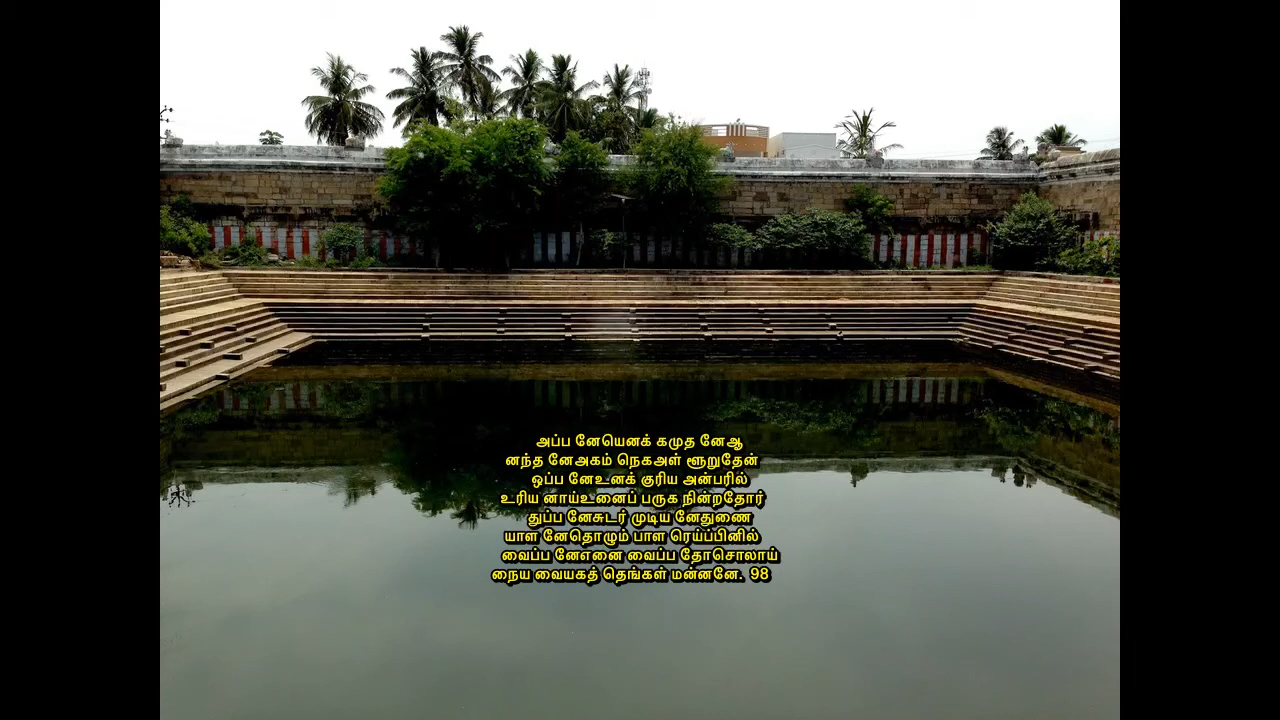 அப்ப னேயெனக் கமுத னேஆ
னந்த னேஅகம் நெகஅள் ளூறுதேன்
ஒப்ப னேஉனக் குரிய அன்பரில்
உரிய னாய்உனைப் பருக நின்றதோர்
துப்ப னேசுடர் முடிய னேதுணை
யாள னேதொழும் பாள ரெய்ப்பினில்
வைப்ப னேஎனை வைப்ப தோசொலாய்
நைய வையகத் தெங்கள் மன்னனே. 98